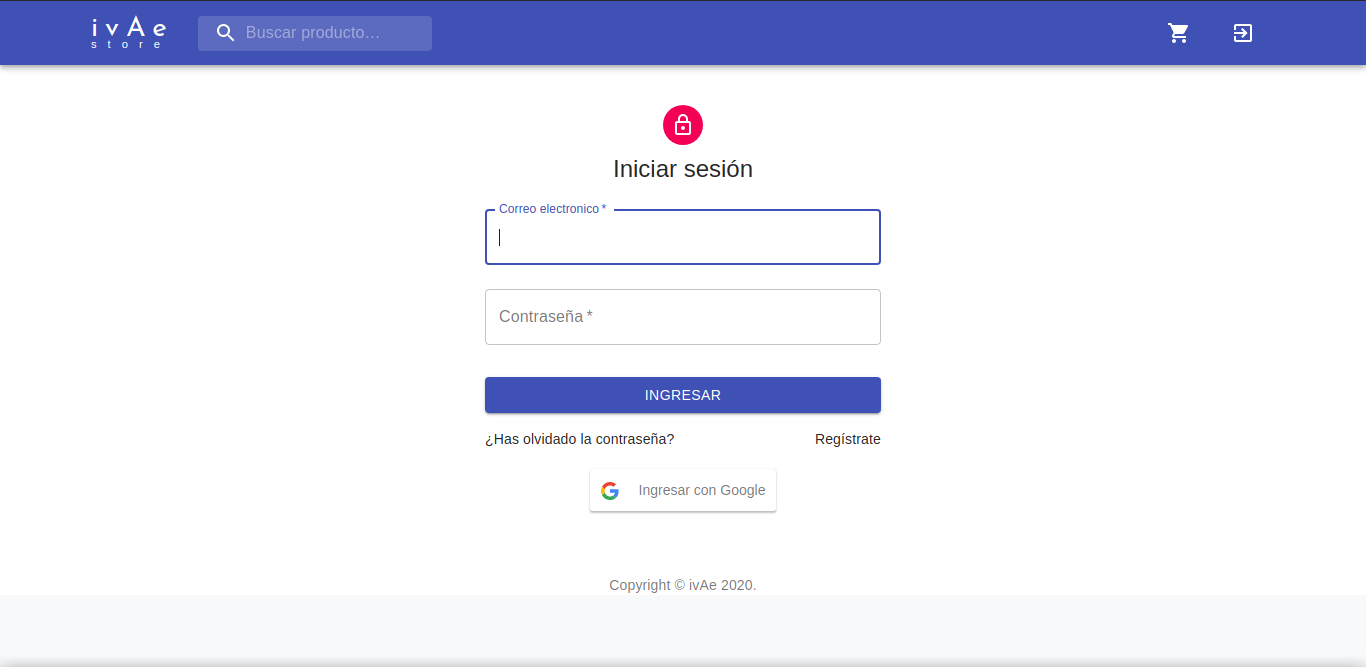 ivAe
store
Buscar producto…
Iniciar sesión
Correo electronico *
Contraseña *
INGRESAR
¿Has olvidado la contraseña? Regístrate
Ingresar con Google
Copyright © ivAe 2020.